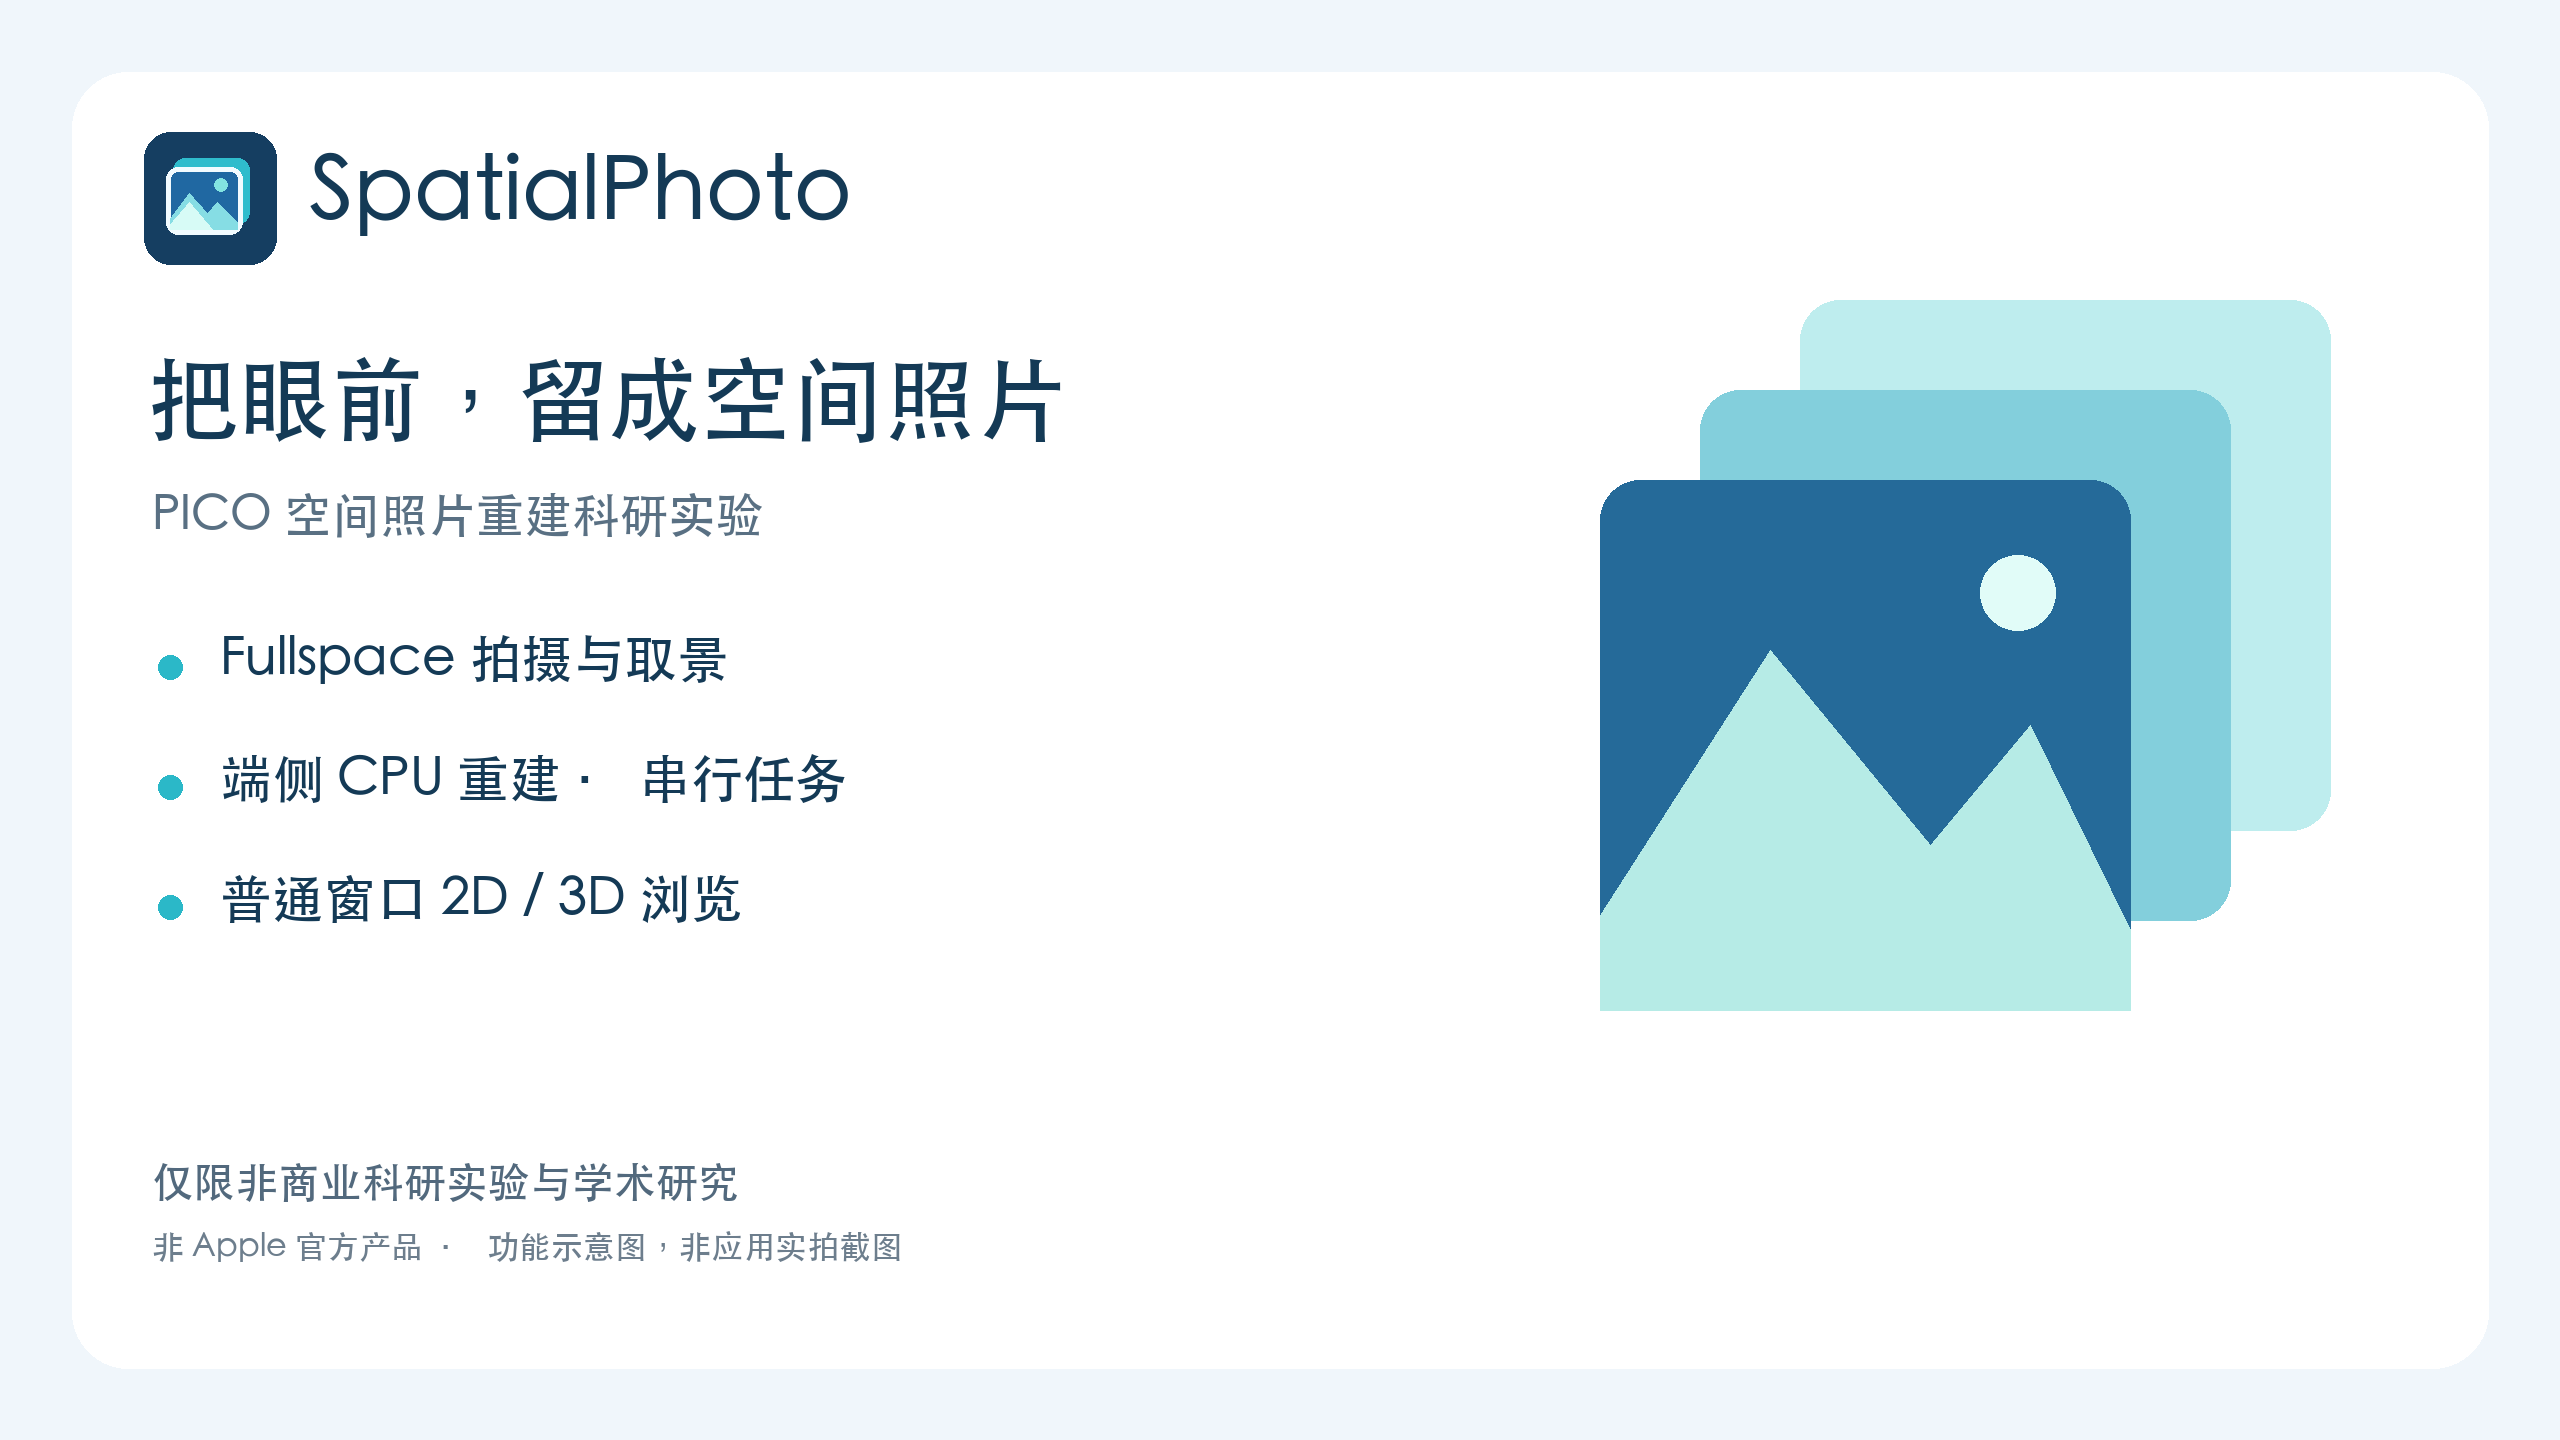 SpatialPhoto
把眼前，留成空间照片
PICO 空间照片重建科研实验
Fullspace 拍摄与取景
端侧 CPU 重建 · 串行任务
普通窗口 2D / 3D 浏览
仅限非商业科研实验与学术研究
非 Apple 官方产品 · 功能示意图，非应用实拍截图